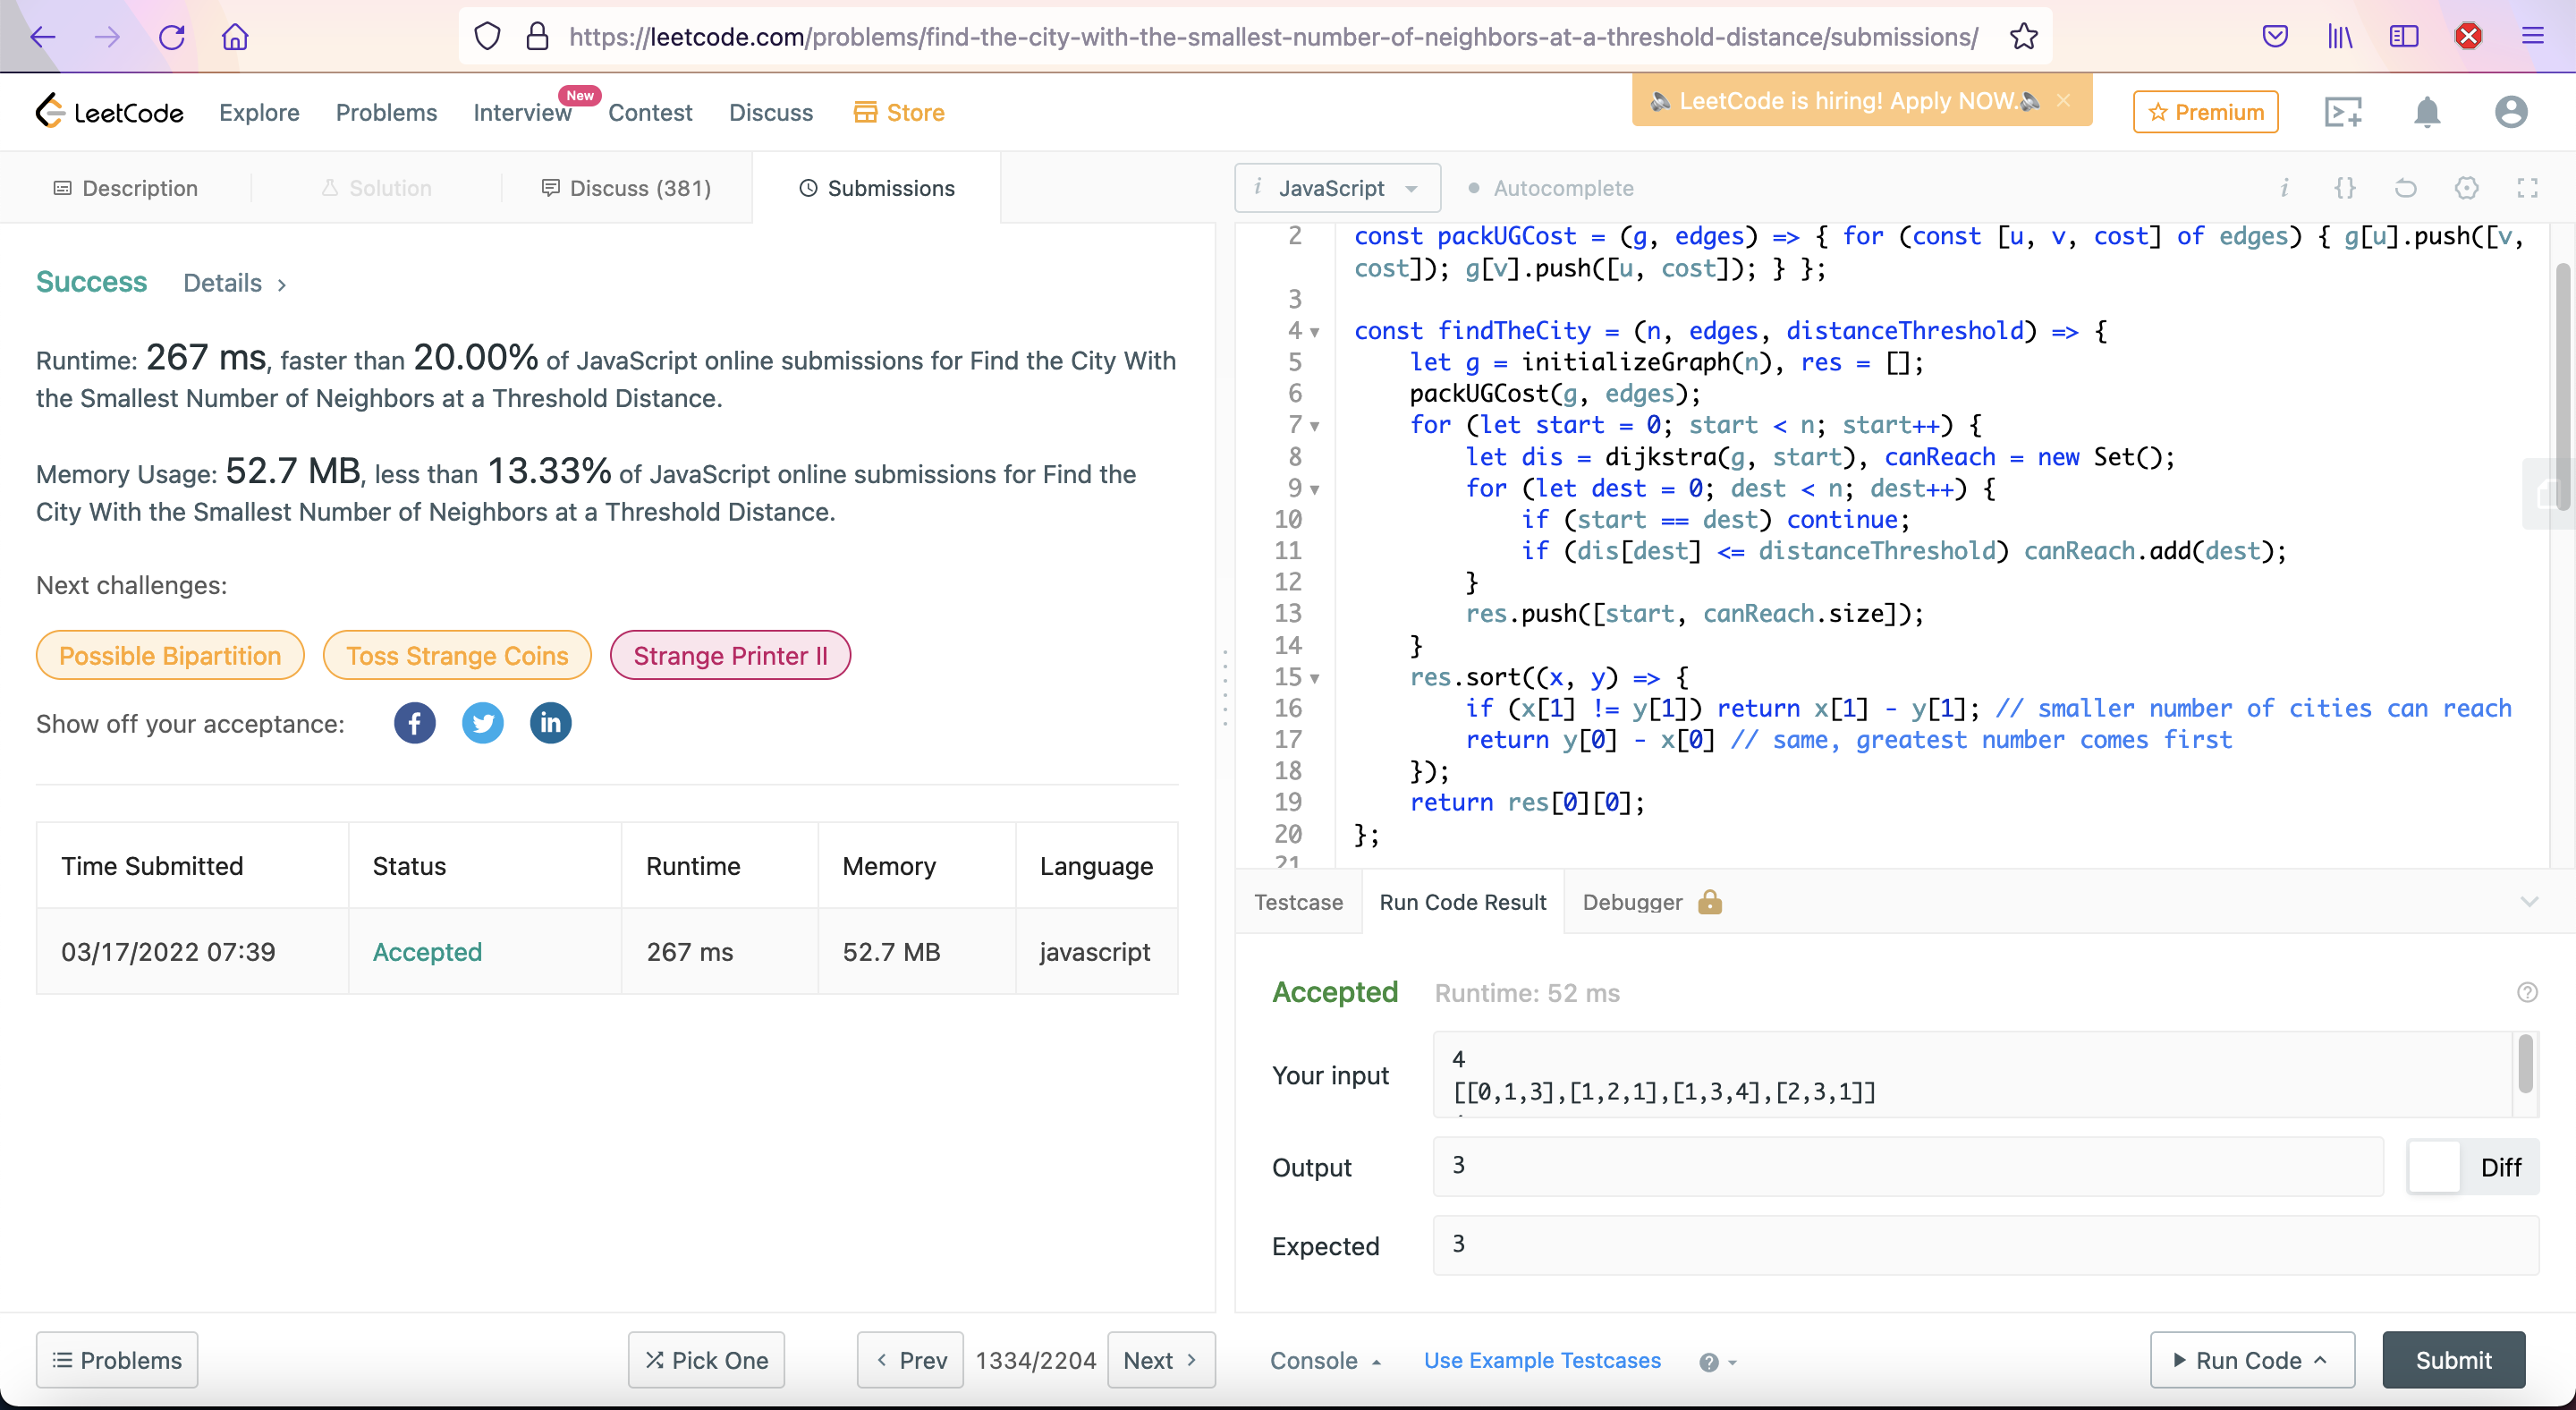 https://leetcode.com/problems/find-the-city-with-the-smallest-number-of-neighbors-at-a-threshold-distance/submissions/
LeetCode
Explore
Problems
Interview
New
Contest
Discuss
Store
LeetCode is hiring! Apply NOW.
Premium
Description
Solution
Discuss (381)
Submissions
i JavaScript
Autocomplete
i {}
Success Details
Runtime: 267 ms, faster than 20.00% of JavaScript online submissions for Find the City With
the Smallest Number of Neighbors at a Threshold Distance.
Memory Usage: 52.7 MB, less than 13.33% of JavaScript online submissions for Find the
City With the Smallest Number of Neighbors at a Threshold Distance.
Next challenges:
Possible Bipartition
Toss Strange Coins
Strange Printer II
Show off your acceptance:
Time Submitted Status Runtime Memory Language
03/17/2022 07:39 Accepted 267 ms 52.7 MB javascript
2 const packUGCost = (g, edges) => { for (const [u, v, cost] of edges) { g[u].push([v,
cost]); g[v].push([u, cost]); } };
3
4 const findTheCity = (n, edges, distanceThreshold) => {
5 let g = initializeGraph(n), res = [];
6 packUGCost(g, edges);
7 for (let start = 0; start < n; start++) {
8 let dis = dijkstra(g, start), canReach = new Set();
9 for (let dest = 0; dest < n; dest++) {
10 if (start == dest) continue;
11 if (dis[dest] <= distanceThreshold) canReach.add(dest);
12 }
13 res.push([start, canReach.size]);
14 }
15 res.sort((x, y) => {
16 if (x[1] != y[1]) return x[1] - y[1]; // smaller number of cities can reach
17 return y[0] - x[0] // same, greatest number comes first
18 });
19 return res[0][0];
20 };
21
Testcase
Run Code Result
Debugger
Accepted Runtime: 52 ms
Your input
4
[[0,1,3],[1,2,1],[1,3,4],[2,3,1]]
Output
3
Diff
Expected
3
Problems
Pick One
Prev
1334/2204
Next
Console
Use Example Testcases
Run Code
Submit